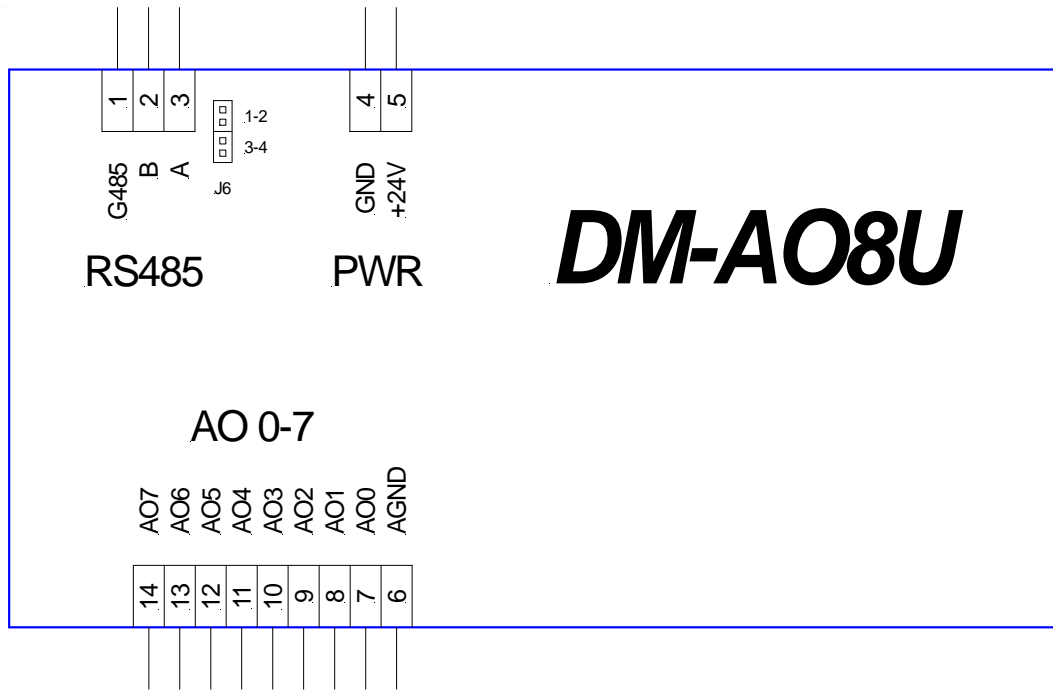 1 2 3 4 5
1-2
3-4
J6
G485 B A GND +24V
RS485 PWR
DM-AO8U
AO 0-7
AO7 AO6 AO5 AO4 AO3 AO2 AO1 AO0 AGND
14 13 12 11 10 9 8 7 6